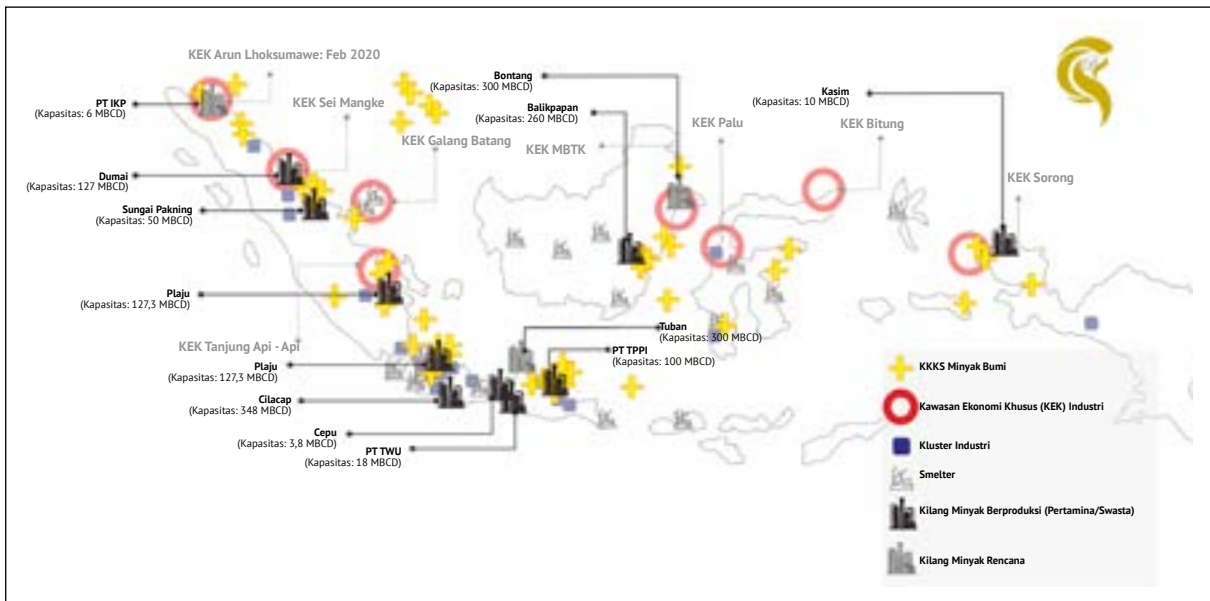 KEK Arun Lhoksumawe: Feb 2020
PT IKP
(Kapasitas: 6 MBCD)
KEK Sei Mangke
KEK Galang Batang
Dumai
(Kapasitas: 127 MBCD)
Sungai Pakning
(Kapasitas: 50 MBCD)
Plaju
(Kapasitas: 127,3 MBCD)
KEK Tanjung Api - Api
Plaju
(Kapasitas: 127,3 MBCD)
Cilacap
(Kapasitas: 348 MBCD)
Cepu
(Kapasitas: 3,8 MBCD)
PT TWU
(Kapasitas: 18 MBCD)
Bontang
(Kapasitas: 300 MBCD)
Balikpapan
(Kapasitas: 260 MBCD)
KEK MBTK
KEK Palu
KEK Bitung
Kasim
(Kapasitas: 10 MBCD)
KEK Sorong
Tuban
(Kapasitas: 300 MBCD)
PT TPPI
(Kapasitas: 100 MBCD)
KKKS Minyak Bumi
Kawasan Ekonomi Khusus (KEK) Industri
Kluster Industri
Smelter
Kilang Minyak Berproduksi (Pertamina/Swasta)
Kilang Minyak Rencana